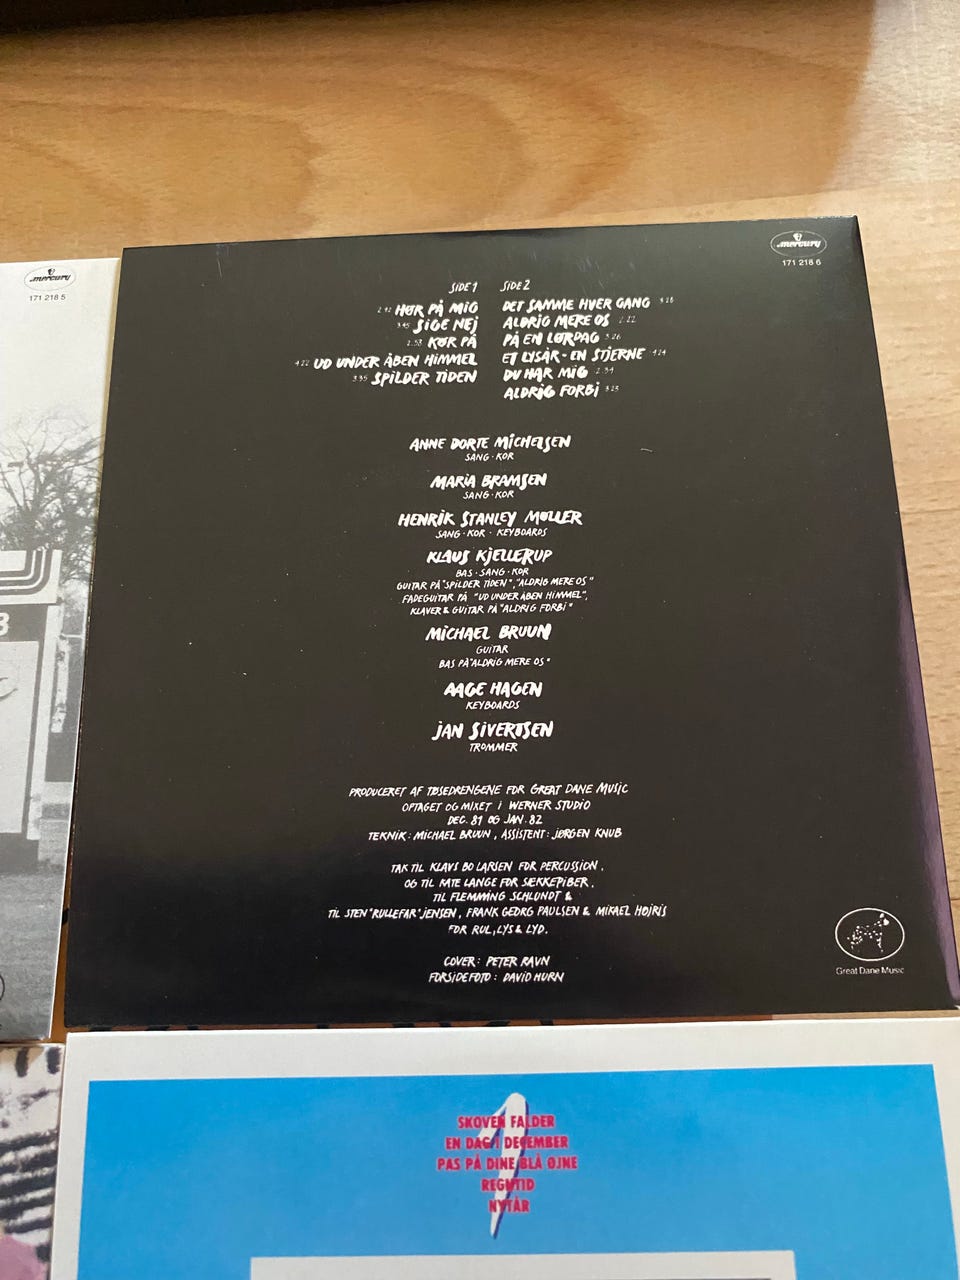 mercury
171 218 5
mercury
171 218 6
SIDE 1
2.42 HØR PÅ MIG
3.45 SIGE NEJ
2.53 KØR PÅ
4.22 UD UNDER ÅBEN HIMMEL
3.35 SPILDER TIDEN
SIDE 2
DET SAMME HVER GANG 3.28
ALDRIG MERE OS 2.22
PÅ EN LØRDAG 3.26
ET LYSÅR - EN STJERNE 4.24
DU HAR MIG 2.34
ALDRIG FORBI 3.23
ANNE DORTE MICHELSEN
SANG · KOR
MARIA BRAMSEN
SANG · KOR
HENRIK STANLEY MØLLER
SANG · KOR · KEYBOARDS
KLAUS KJELLERUP
BAS · SANG · KOR
GUITAR PÅ "SPILDER TIDEN", "ALDRIG MERE OS"
FADEGUITAR PÅ "UD UNDER ÅBEN HIMMEL",
KLAVER & GUITAR PÅ "ALDRIG FORBI"
MICHAEL BRUUN
GUITAR
BAS PÅ "ALDRIG MERE OS"
AAGE HAGEN
KEYBOARDS
JAN SIVERTSEN
TROMMER
PRODUCERET AF TØSEDRENGENE FOR GREAT DANE MUSIC
OPTAGET OG MIXET I WERNER STUDIO
DEC. 81 OG JAN. 82
TEKNIK: MICHAEL BRUUN, ASSISTENT: JØRGEN KNUB
TAK TIL KLAVS BO LARSEN FOR PERCUSSION,
OG TIL KATE LANGE FOR SÆKKEPIBER,
TIL FLEMMING SCHLUNDT &
TIL STEN "RULLEFAR" JENSEN, FRANK GEORG PAULSEN & MIKAEL HØJRIS
FOR RUL, LYS & LYD.
COVER: PETER RAVN
FORSIDEFOTO: DAVID HURN
Great Dane Music
1
SKOVEN FALDER
EN DAG I DECEMBER
PAS PÅ DINE BLÅ ØJNE
REGNTID
NYTÅR